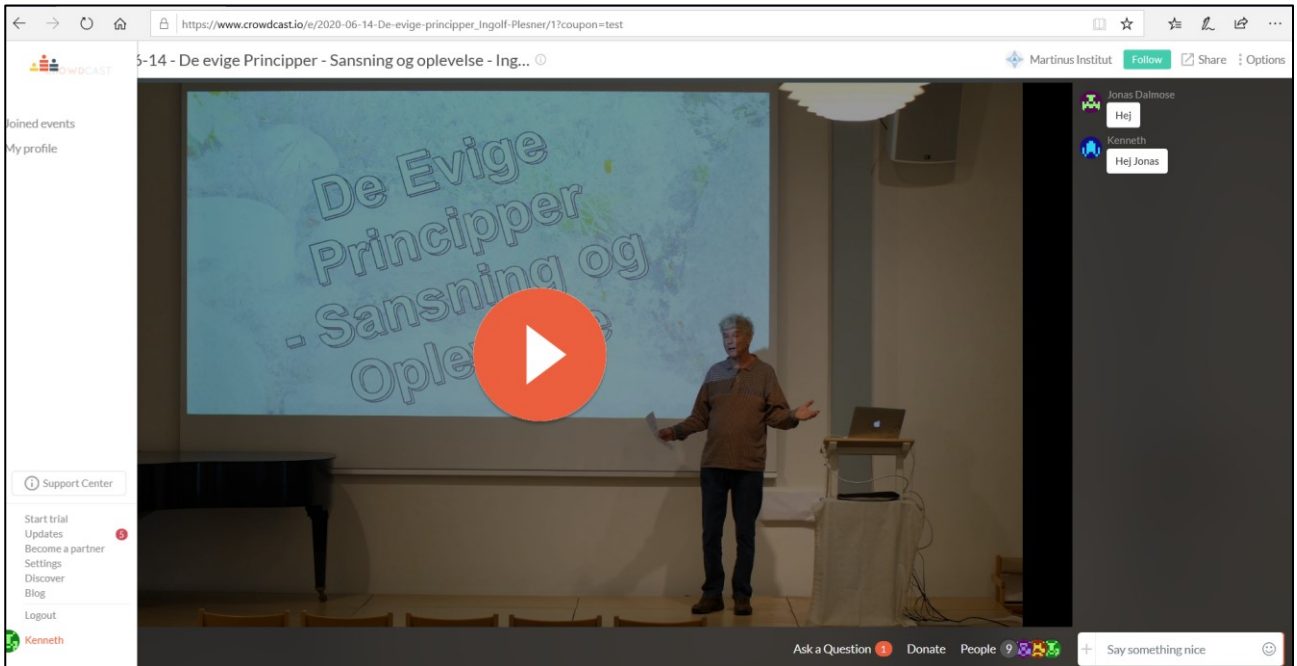 https://www.crowdcast.io/e/2020-06-14-De-evige-principper_Ingolf-Plesner/1?coupon=test
CROWDCAST
6-14 - De evige Principper - Sansning og oplevelse - Ing...
Martinus Institut
Follow
Share
Options
Joined events
My profile
De Evige
Principper
- Sansning og
Jonas Dalmose
Hej
Kenneth
Hej Jonas
Support Center
Start trial
Updates 5
Become a partner
Settings
Discover
Blog
Logout
Kenneth
Ask a Question 1 Donate People 9
+ Say something nice